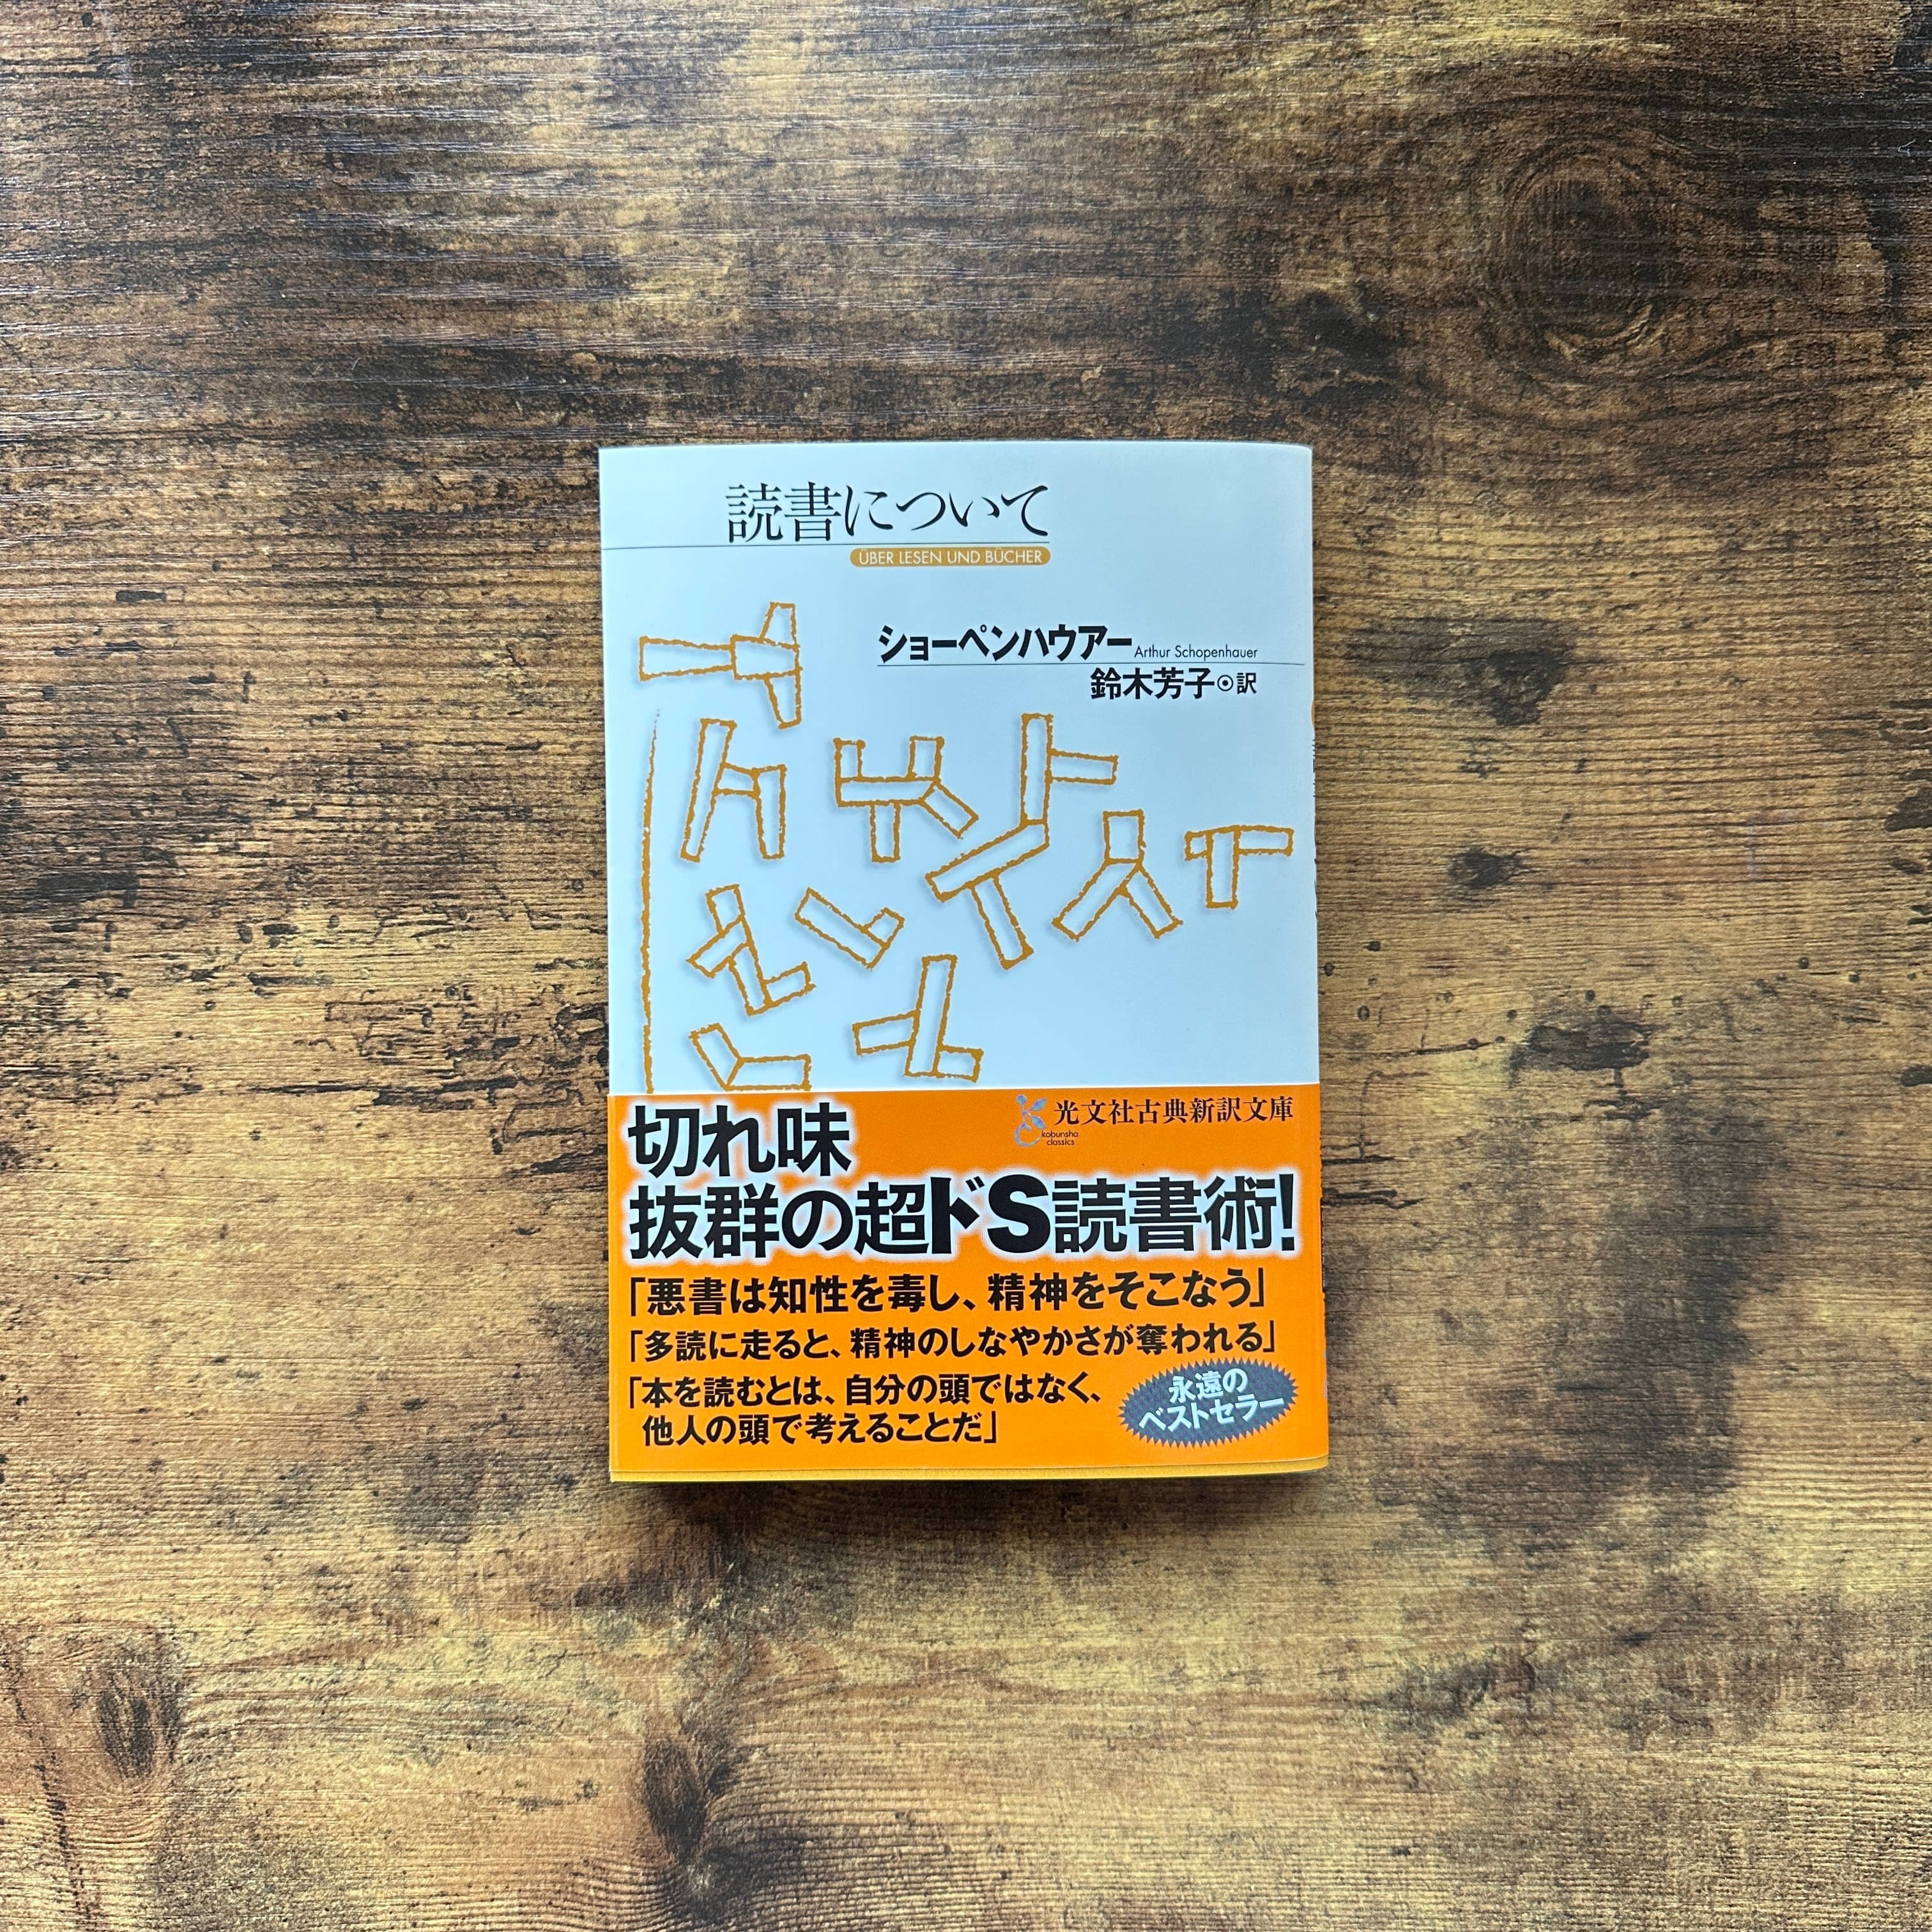 読書について
ÜBER LESEN UND BÜCHER
ショーペンハウアー Arthur Schopenhauer
鈴木芳子◉訳
光文社古典新訳文庫
kobunsha
classics
切れ味
抜群の超ドS読書術!
「悪書は知性を毒し、精神をそこなう」
「多読に走ると、精神のしなやかさが奪われる」
「本を読むとは、自分の頭ではなく、
他人の頭で考えることだ」
永遠の
ベストセラー